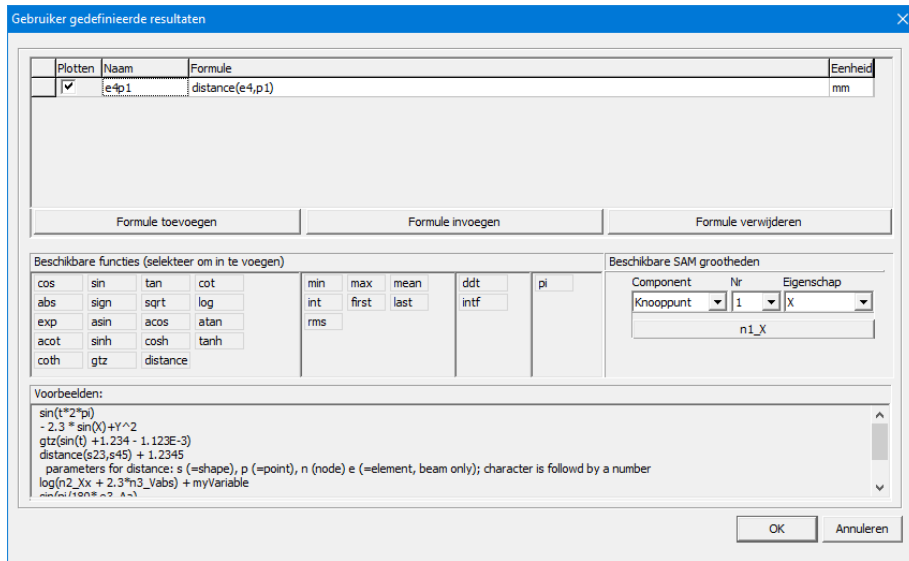 Gebruiker gedefinieerde resultaten
Plotten Naam Formule Eenheid
e4p1 distance(e4,p1) mm
Formule toevoegen Formule invoegen Formule verwijderen
Beschikbare functies (selekteer om in te voegen) Beschikbare SAM grootheden
cos sin tan cot min max mean ddt pi Component Nr Eigenschap
abs sign sqrt log int first last intf Knooppunt 1 X
exp asin acos atan rms n1_X
acot sinh cosh tanh
coth gtz distance
Voorbeelden:
sin(t*2*pi)
- 2.3 * sin(X)+Y^2
gtz(sin(t) +1.234 - 1.123E-3)
distance(s23,s45) + 1.2345
parameters for distance: s (=shape), p (=point), n (node) e (=element, beam only); character is followd by a number
log(n2_Xx + 2.3*n3_Vabs) + myVariable
sin(pi/180* e3_Aa)
OK Annuleren